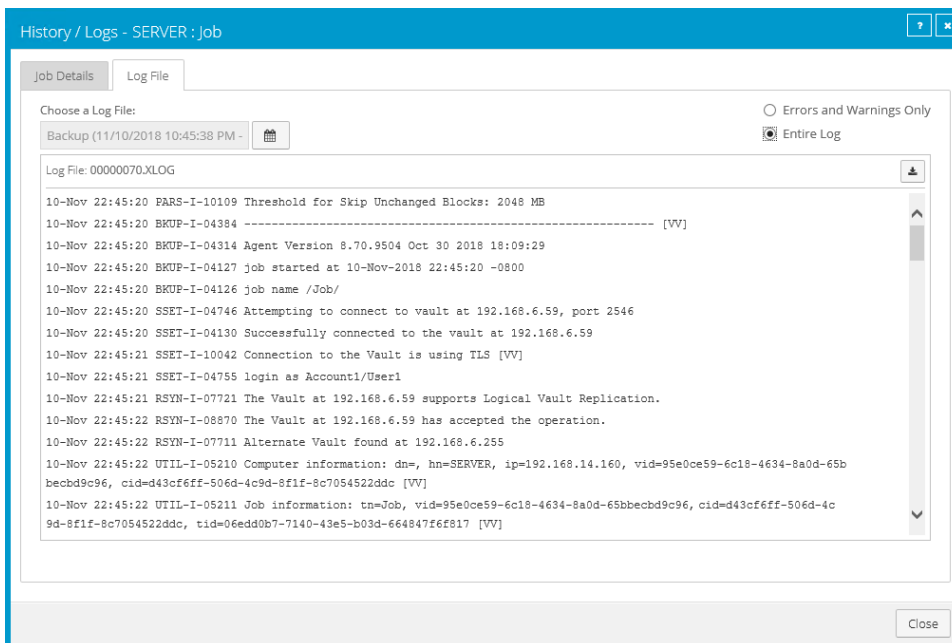 History / Logs - SERVER : Job
?
×
Job Details
Log File
Choose a Log File:
Errors and Warnings Only
Backup (11/10/2018 10:45:38 PM -
Entire Log
Log File: 00000070.XLOG
10-Nov 22:45:20 PARS-I-10109 Threshold for Skip Unchanged Blocks: 2048 MB
10-Nov 22:45:20 BKUP-I-04384 --------------------------------------------------------------- [VV]
10-Nov 22:45:20 BKUP-I-04314 Agent Version 8.70.9504 Oct 30 2018 18:09:29
10-Nov 22:45:20 BKUP-I-04127 job started at 10-Nov-2018 22:45:20 -0800
10-Nov 22:45:20 BKUP-I-04126 job name /Job/
10-Nov 22:45:20 SSET-I-04746 Attempting to connect to vault at 192.168.6.59, port 2546
10-Nov 22:45:20 SSET-I-04130 Successfully connected to the vault at 192.168.6.59
10-Nov 22:45:21 SSET-I-10042 Connection to the Vault is using TLS [VV]
10-Nov 22:45:21 SSET-I-04755 login as Account1/User1
10-Nov 22:45:21 RSYN-I-07721 The Vault at 192.168.6.59 supports Logical Vault Replication.
10-Nov 22:45:22 RSYN-I-08870 The Vault at 192.168.6.59 has accepted the operation.
10-Nov 22:45:22 RSYN-I-07711 Alternate Vault found at 192.168.6.255
10-Nov 22:45:22 UTIL-I-05210 Computer information: dn=, hn=SERVER, ip=192.168.14.160, vid=95e0ce59-6c18-4634-8a0d-65b
becbd9c96, cid=d43cf6ff-506d-4c9d-8f1f-8c7054522ddc [VV]
10-Nov 22:45:22 UTIL-I-05211 Job information: tn=Job, vid=95e0ce59-6c18-4634-8a0d-65bbecbd9c96, cid=d43cf6ff-506d-4c
9d-8f1f-8c7054522ddc, tid=06edd0b7-7140-43e5-b03d-664847f6f817 [VV]
Close